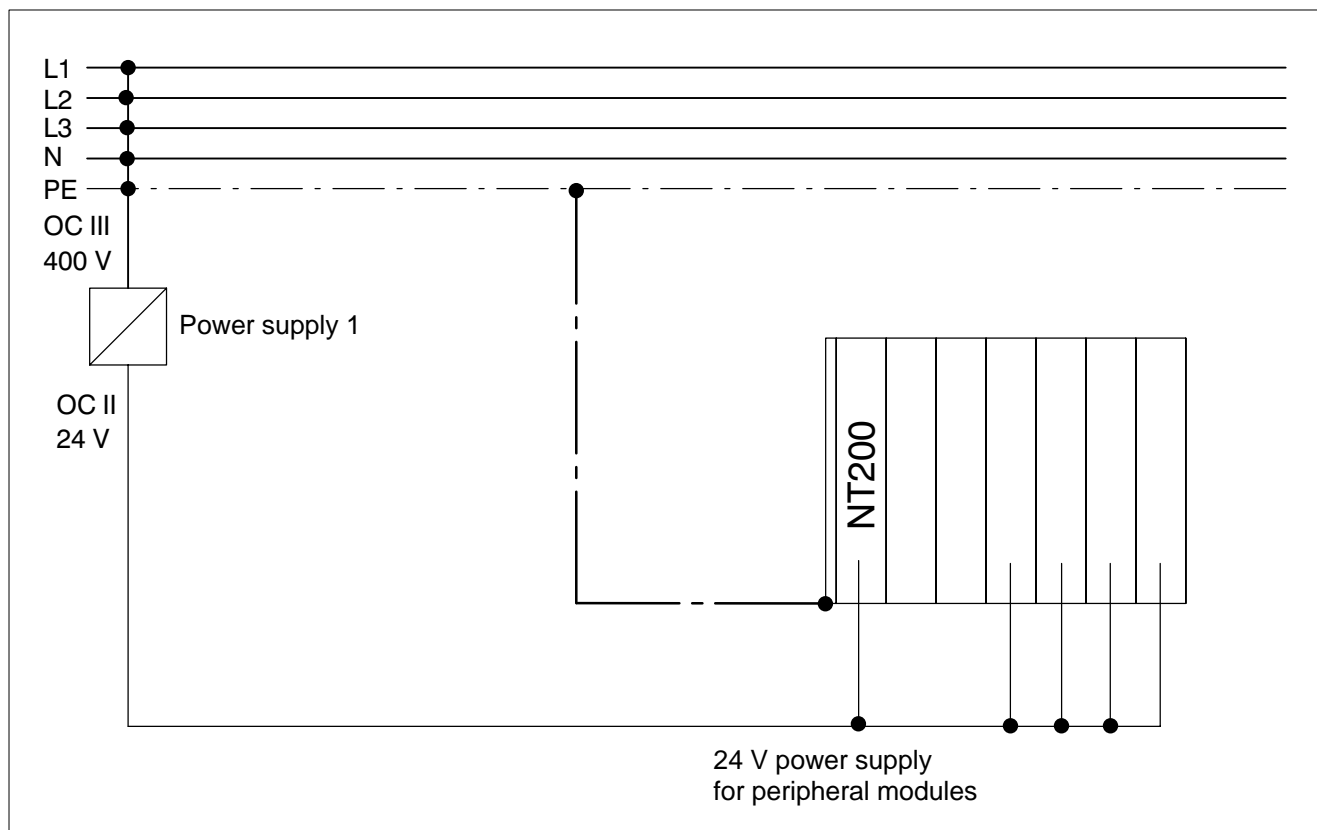 L1
L2
L3
N
PE
OC III
400 V
Power supply 1
OC II
24 V
NT200
24 V power supply
for peripheral modules